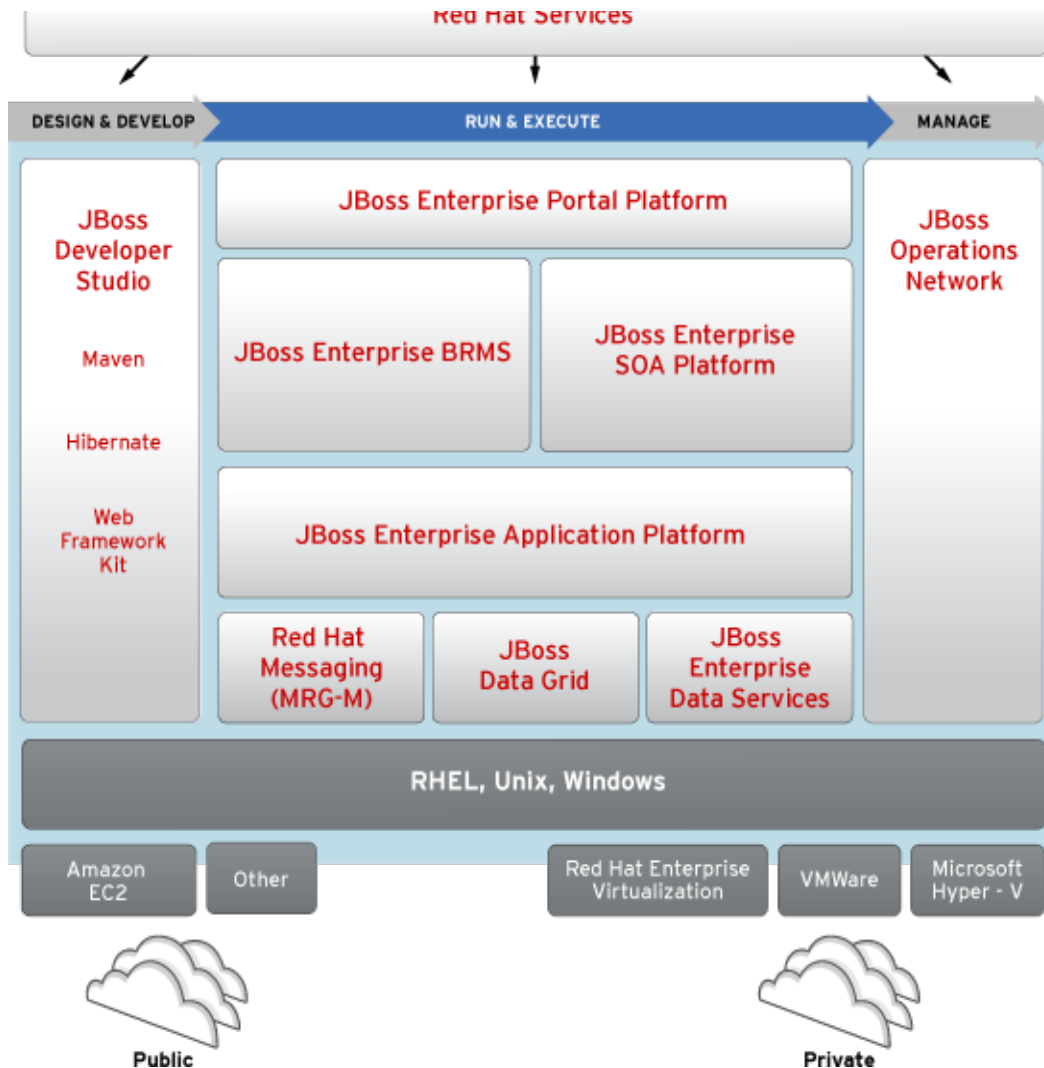 Red Hat Services
DESIGN & DEVELOP
RUN & EXECUTE
MANAGE
JBoss
Developer
Studio
Maven
Hibernate
Web
Framework
Kit
JBoss Enterprise Portal Platform
JBoss Enterprise BRMS
JBoss Enterprise
SOA Platform
JBoss Enterprise Application Platform
Red Hat
Messaging
(MRG-M)
JBoss
Data Grid
JBoss
Enterprise
Data Services
JBoss
Operations
Network
RHEL, Unix, Windows
Amazon
EC2
Other
Red Hat Enterprise
Virtualization
VMWare
Microsoft
Hyper - V
Public
Private